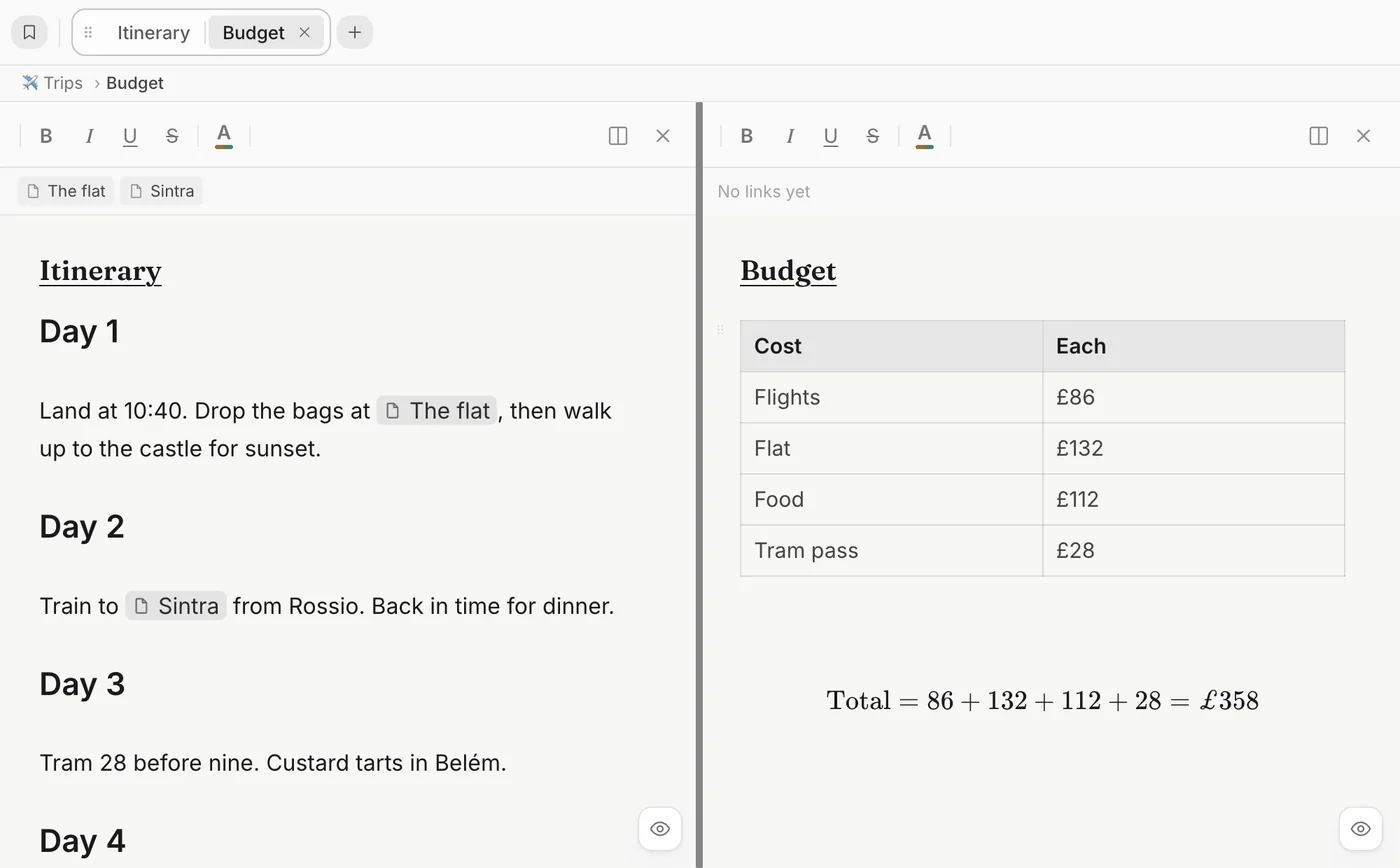 Itinerary
Budget
Trips › Budget
B I U S A
The flat
Sintra
Itinerary
Day 1
Land at 10:40. Drop the bags at The flat, then walk
up to the castle for sunset.
Day 2
Train to Sintra from Rossio. Back in time for dinner.
Day 3
Tram 28 before nine. Custard tarts in Belém.
Day 4
B I U S A
No links yet
Budget
Cost Each
Flights £86
Flat £132
Food £112
Tram pass £28
Total = 86 + 132 + 112 + 28 = £358